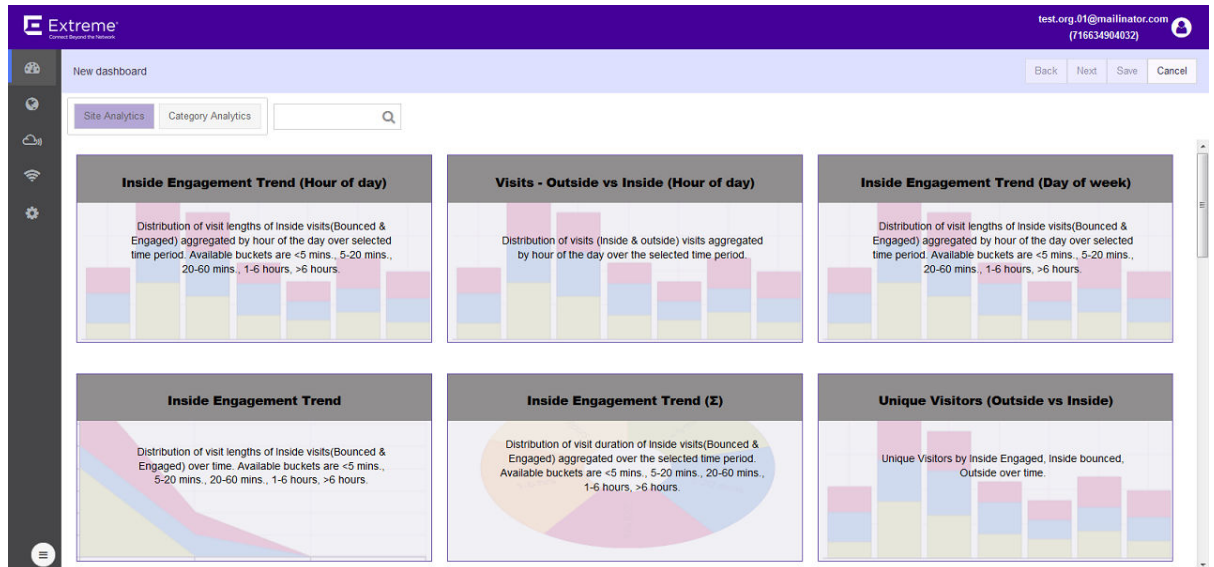 Extreme
Connect Beyond the Network
test.org.01@mailinator.com
(716634904032)
New dashboard
Back Next Save Cancel
Site Analytics Category Analytics
Inside Engagement Trend (Hour of day)
Distribution of visit lengths of Inside visits(Bounced &
Engaged) aggregated by hour of the day over selected
time period. Available buckets are <5 mins., 5-20 mins.,
20-60 mins., 1-6 hours, >6 hours.
Visits - Outside vs Inside (Hour of day)
Distribution of visits (Inside & outside) visits aggregated
by hour of the day over the selected time period.
Inside Engagement Trend (Day of week)
Distribution of visit lengths of Inside visits(Bounced &
Engaged) aggregated by hour of the day over selected
time period. Available buckets are <5 mins., 5-20 mins.,
20-60 mins., 1-6 hours, >6 hours.
Inside Engagement Trend
Distribution of visit lengths of Inside visits(Bounced &
Engaged) over time. Available buckets are <5 mins.,
5-20 mins., 20-60 mins., 1-6 hours, >6 hours.
Inside Engagement Trend (Σ)
Distribution of visit duration of Inside visits(Bounced &
Engaged) aggregated over the selected time period.
Available buckets are <5 mins., 5-20 mins., 20-60 mins.,
1-6 hours, >6 hours.
Unique Visitors (Outside vs Inside)
Unique Visitors by Inside Engaged, Inside bounced,
Outside over time.